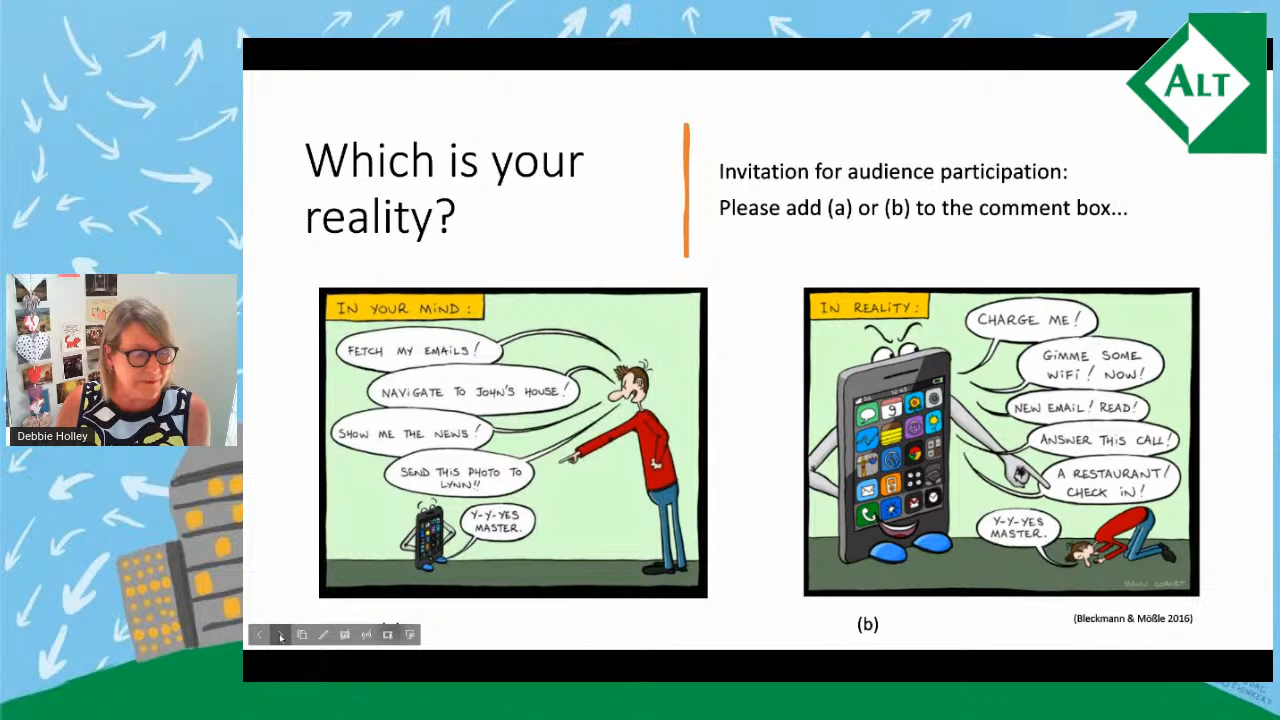 ALT
Which is your
reality?
Invitation for audience participation:
Please add (a) or (b) to the comment box...
IN YOUR MIND:
FETCH MY EMAILS!
NAVIGATE TO JOHN'S HOUSE!
SHOW ME THE NEWS!
SEND THIS PHOTO TO
LYNN!!
Y-Y-YES
MASTER.
IN REALITY:
CHARGE ME!
GIMME SOME
WIFI! NOW!
NEW EMAIL! READ!
ANSWER THIS CALL!
A RESTAURANT!
CHECK IN!
Y-Y-YES
MASTER.
MANU CORNET
(b)
(Bleckmann & Mößle 2016)
Debbie Holley